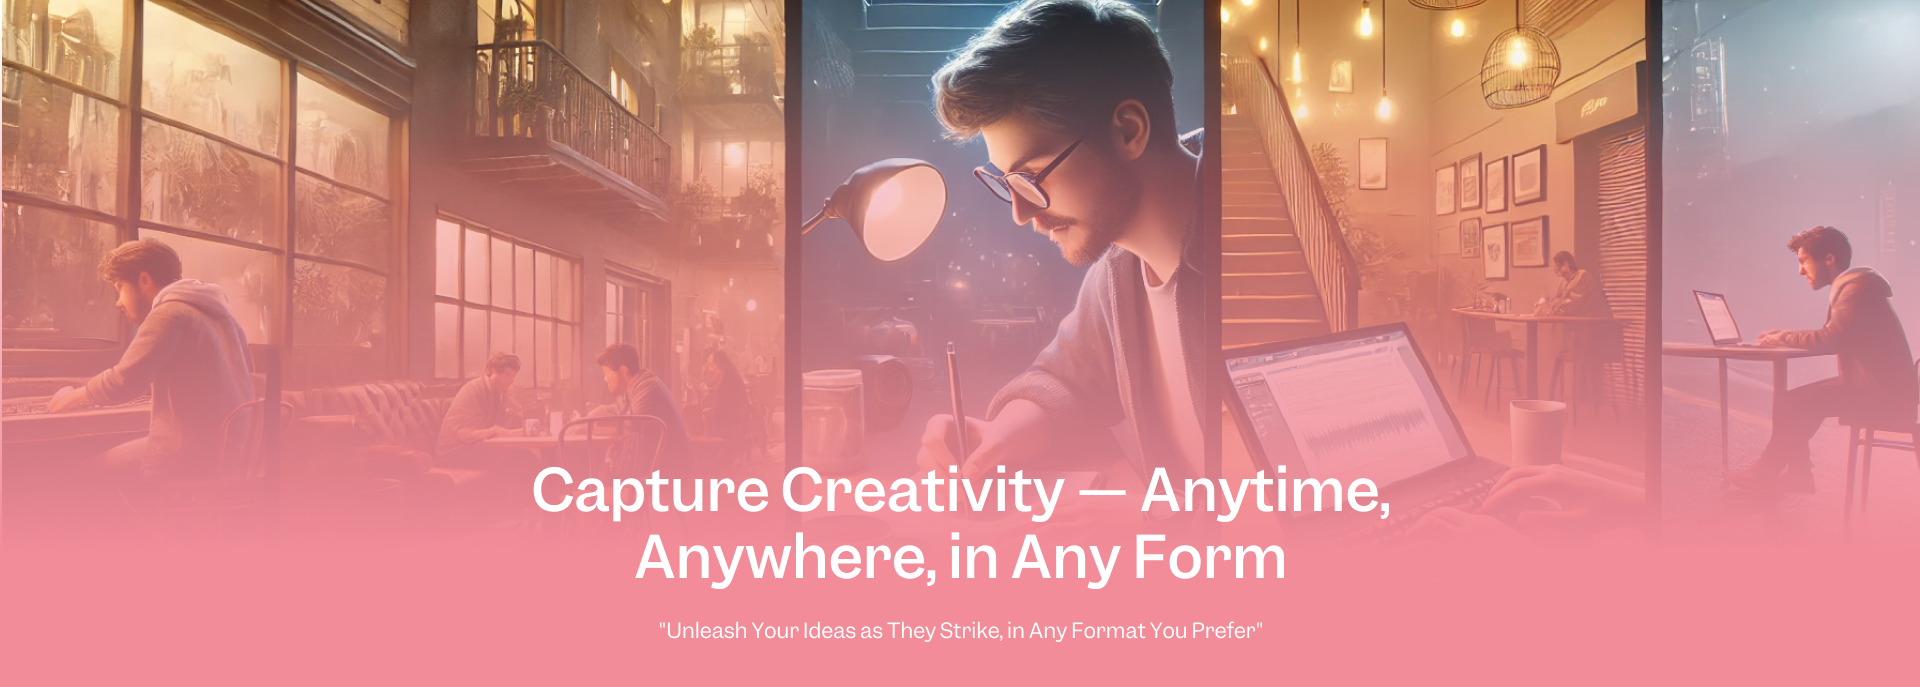 Capture Creativity — Anytime,
Anywhere, in Any Form
"Unleash Your Ideas as They Strike, in Any Format You Prefer"